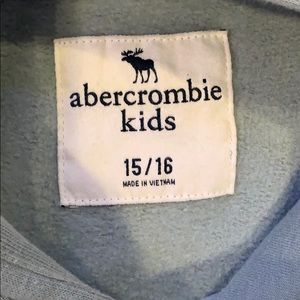 abercrombie
kids
15/16
MADE IN VIETNAM